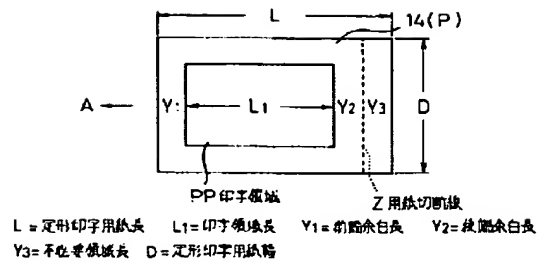 L
14(P)
A
Y₁
L₁
Y₂
Y₃
D
PP 印字領域
Z 用紙切断線
L = 定形印字用紙長 L₁ = 印字領域長 Y₁ = 前端余白長 Y₂ = 後端余白長
Y₃ = 不必要領域長 D = 定形印字用紙幅